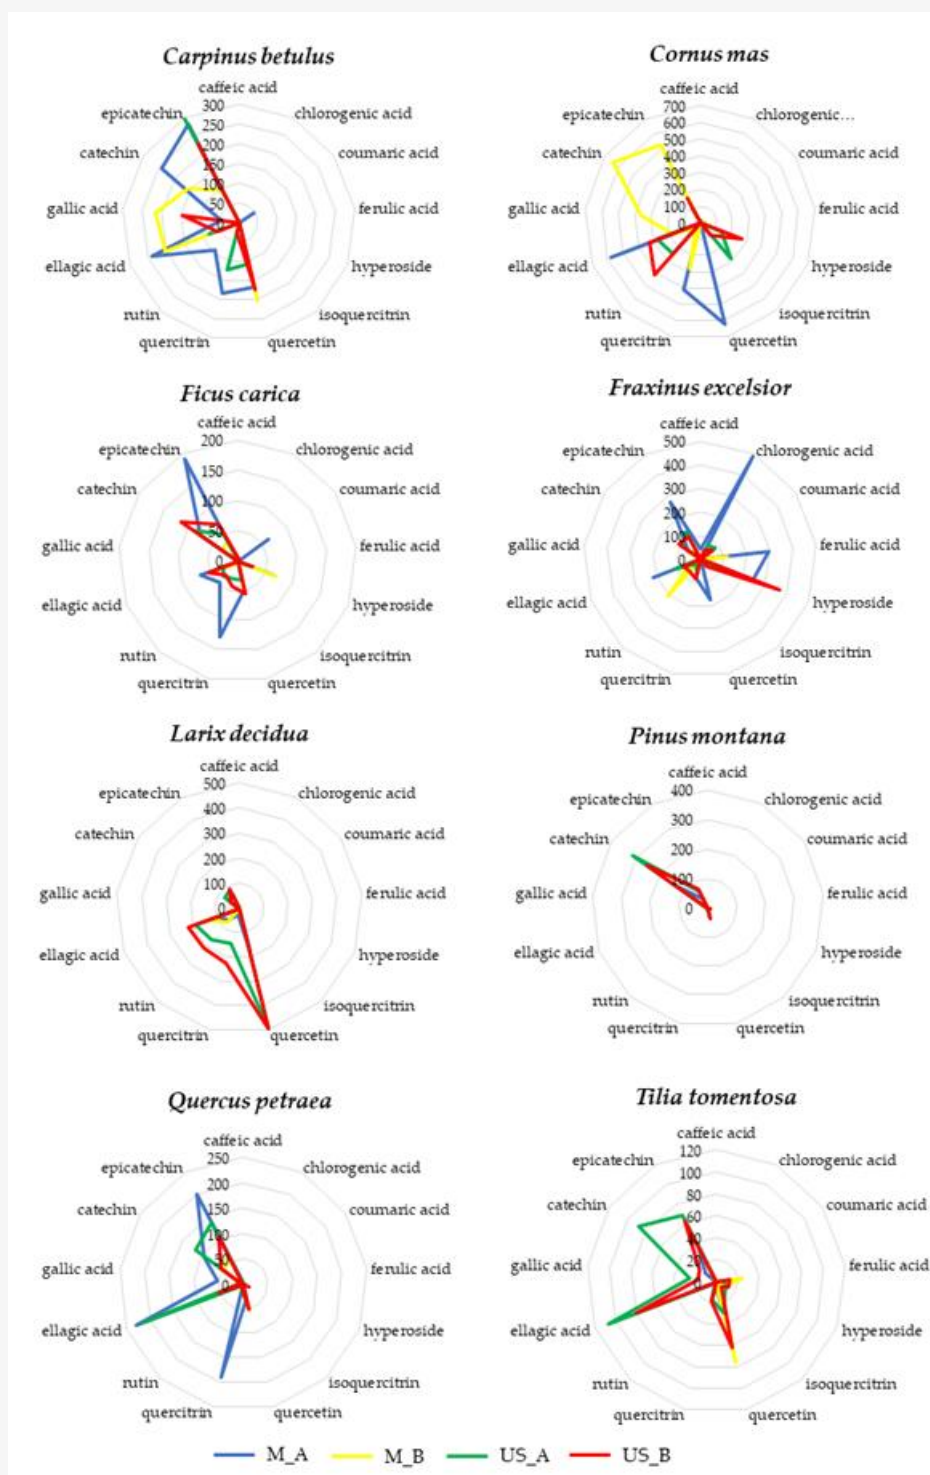 Carpinus betulus
caffeic acid
300
epicatechin
chlorogenic acid
250
200
catechin
coumaric acid
150
100
gallic acid
50
ferulic acid
0
ellagic acid
hyperoside
rutin
isoquercitrin
quercitrin
quercetin
Cornus mas
caffeic acid
700
epicatechin
600
chlorogenic...
500
catechin
400
coumaric acid
300
200
gallic acid
100
ferulic acid
0
ellagic acid
hyperoside
rutin
isoquercitrin
quercitrin
quercetin
Ficus carica
caffeic acid
200
epicatechin
chlorogenic acid
150
catechin
100
coumaric acid
50
gallic acid
ferulic acid
0
ellagic acid
hyperoside
rutin
isoquercitrin
quercitrin
quercetin
Fraxinus excelsior
caffeic acid
500
epicatechin
chlorogenic acid
400
300
catechin
coumaric acid
200
100
gallic acid
ferulic acid
0
ellagic acid
hyperoside
rutin
isoquercitrin
quercitrin
quercetin
Larix decidua
caffeic acid
500
epicatechin
chlorogenic acid
400
300
catechin
coumaric acid
200
100
gallic acid
ferulic acid
0
ellagic acid
hyperoside
rutin
isoquercitrin
quercitrin
quercetin
Pinus montana
caffeic acid
400
epicatechin
chlorogenic acid
300
catechin
coumaric acid
200
100
gallic acid
ferulic acid
0
ellagic acid
hyperoside
rutin
isoquercitrin
quercitrin
quercetin
Quercus petraea
caffeic acid
250
epicatechin
chlorogenic acid
200
catechin
150
coumaric acid
100
50
gallic acid
ferulic acid
0
ellagic acid
hyperoside
rutin
isoquercitrin
quercitrin
quercetin
Tilia tomentosa
caffeic acid
120
epicatechin
chlorogenic acid
100
80
catechin
coumaric acid
60
40
gallic acid
20
ferulic acid
0
ellagic acid
hyperoside
rutin
isoquercitrin
quercitrin
quercetin
M_A M_B US_A US_B